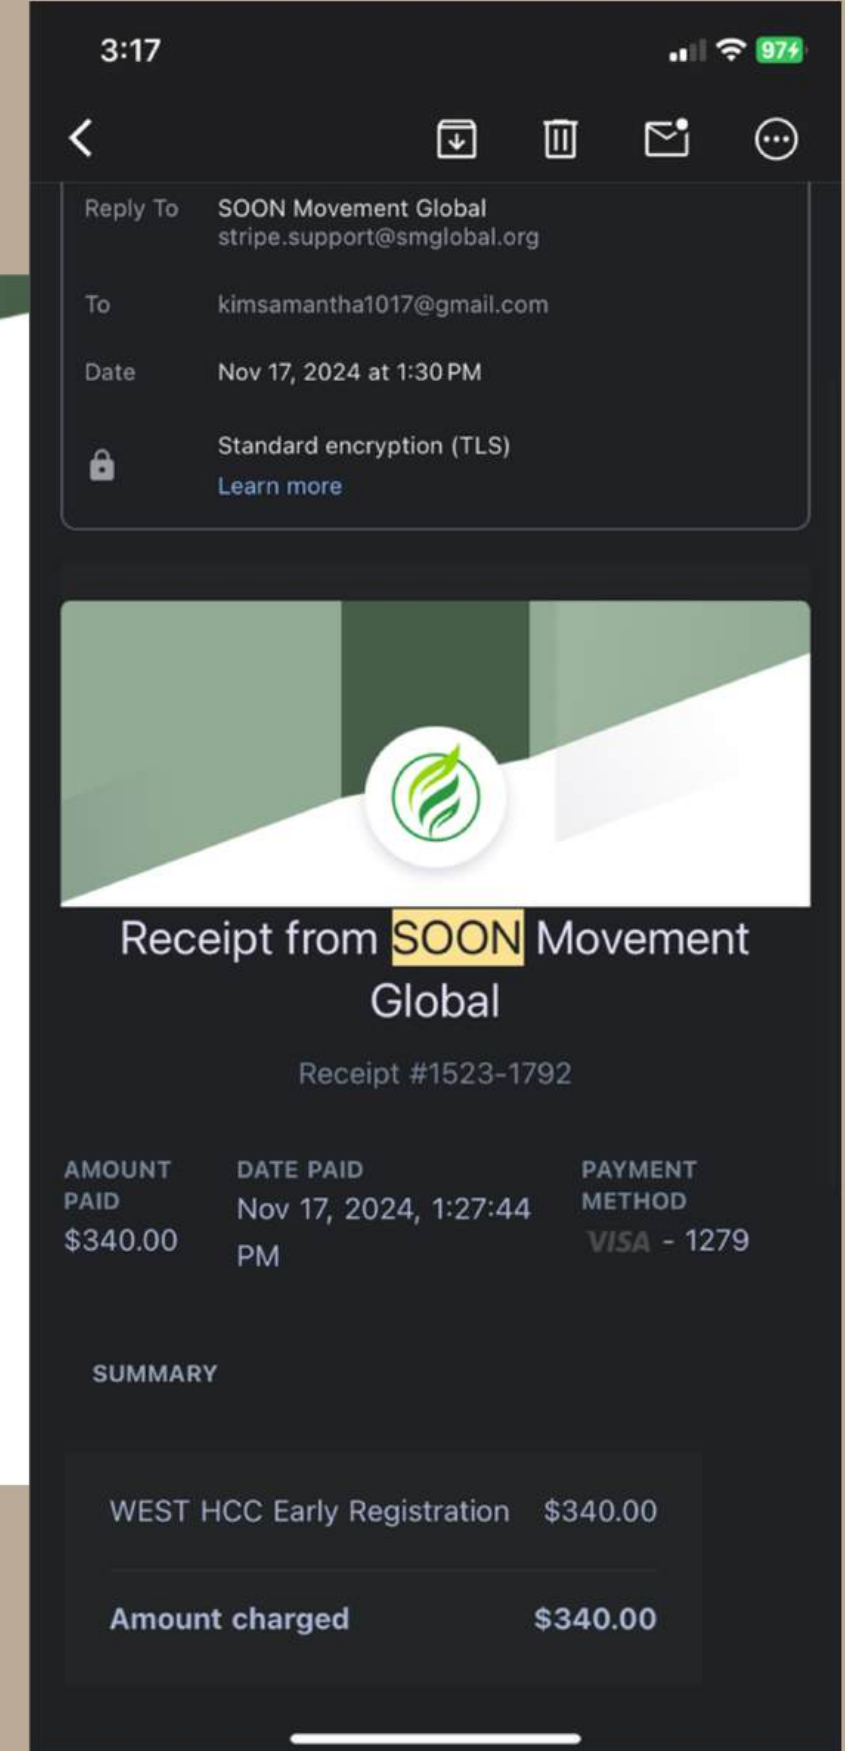 3:17
97
Reply To SOON Movement Global
stripe.support@smglobal.org
To kimsamantha1017@gmail.com
Date Nov 17, 2024 at 1:30 PM
Standard encryption (TLS)
Learn more
Receipt from SOON Movement
Global
Receipt #1523-1792
AMOUNT PAID DATE PAID PAYMENT METHOD
$340.00 Nov 17, 2024, 1:27:44 PM VISA - 1279
SUMMARY
WEST HCC Early Registration $340.00
Amount charged $340.00